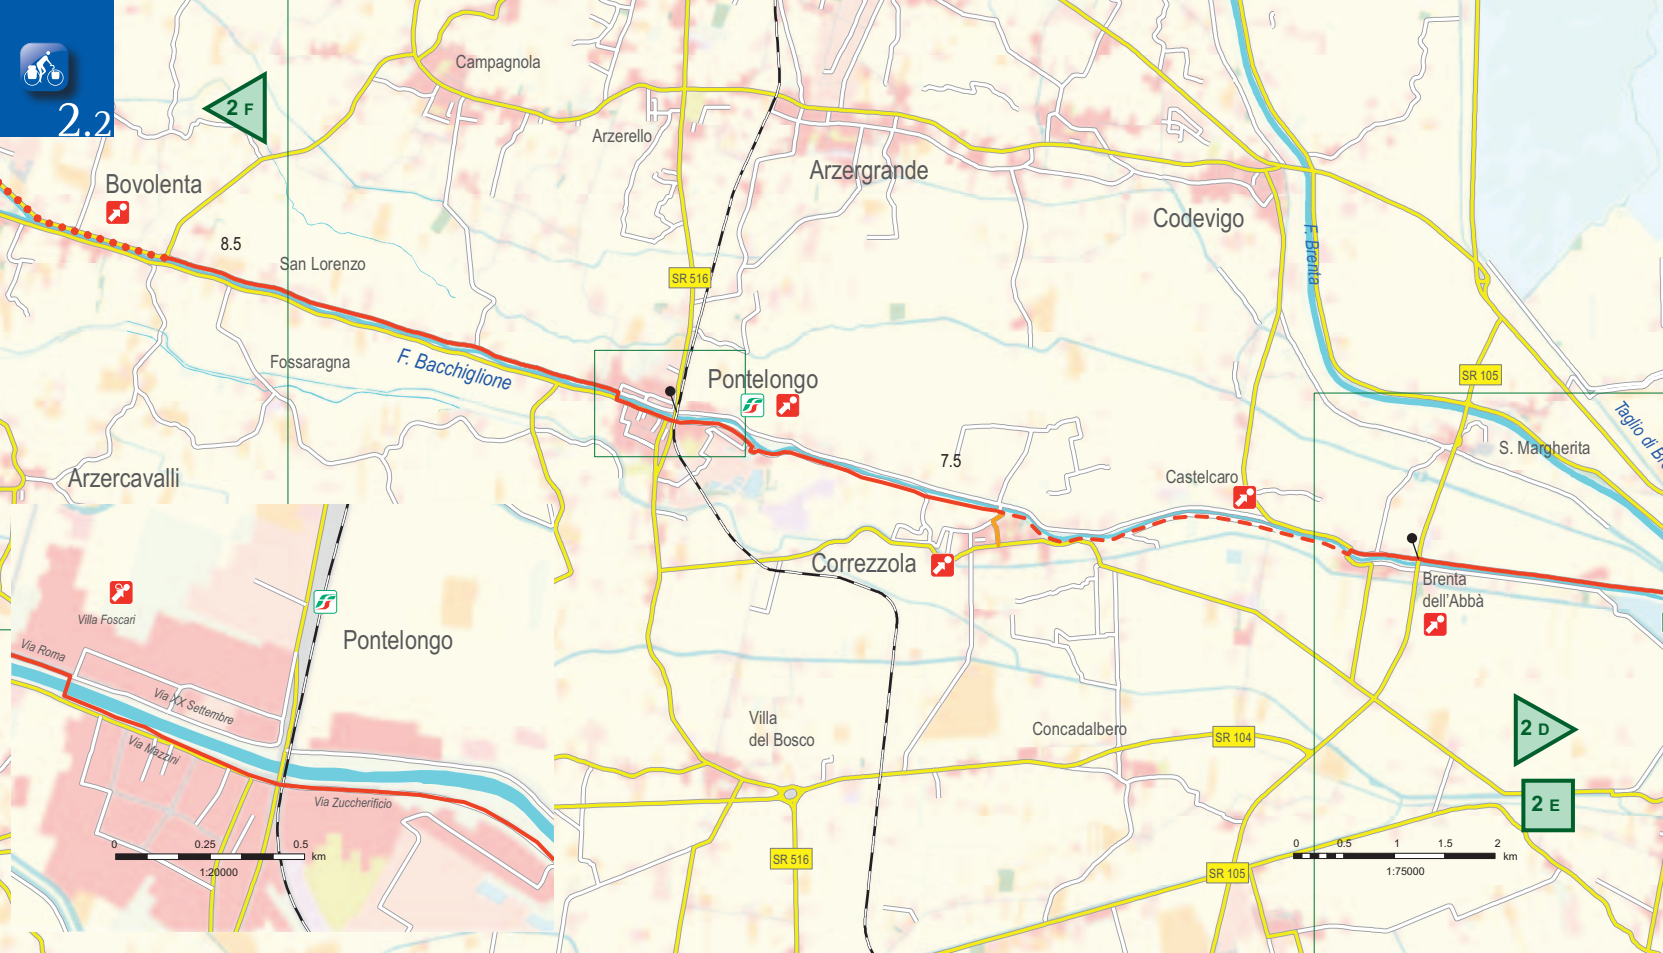 2.2
2 F
Campagnola
Arzerello
Arzergrande
Bovolenta
Codevigo
8.5
San Lorenzo
F. Brenta
SR 516
Fossaragna
F. Bacchiglione
Pontelongo
SR 105
Taglio di Br
S. Margherita
Arzercavalli
7.5
Castelcaro
Correzzola
Brenta
dell'Abbà
Villa Foscari
Pontelongo
Via Roma
Via XX Settembre
Via Mazzini
Via Zuccherificio
0 0.25 0.5
km
1:20000
Villa
del Bosco
Concadalbero
SR 104
2 D
2 E
SR 516
SR 105
0 0.5 1 1.5 2
km
1:75000